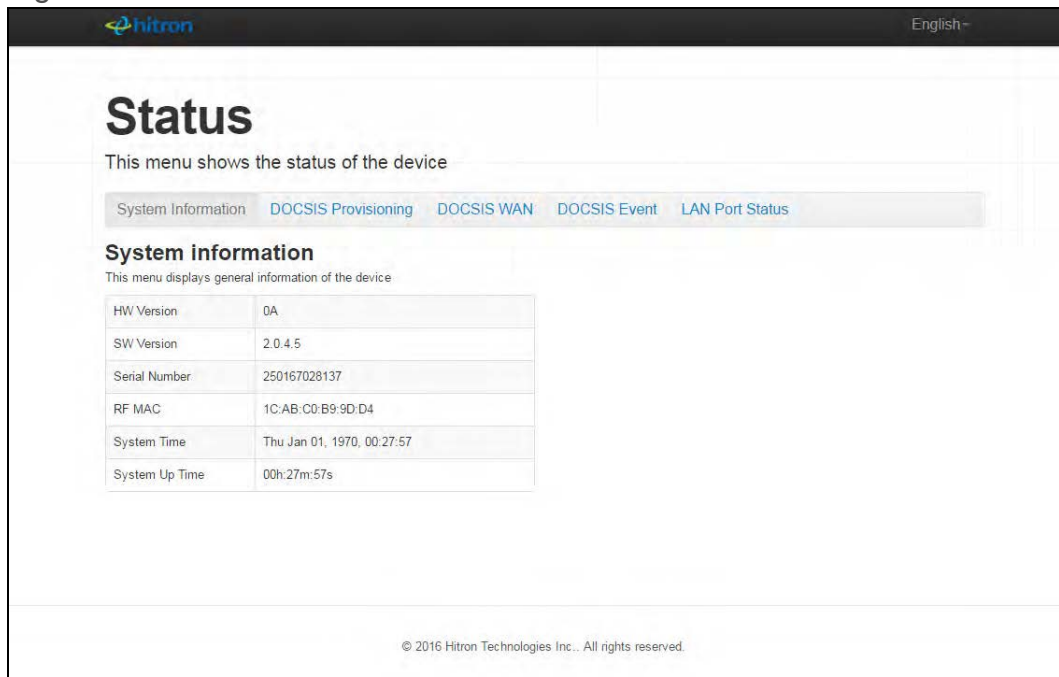 hitron English
Status
This menu shows the status of the device
System Information DOCSIS Provisioning DOCSIS WAN DOCSIS Event LAN Port Status
System information
This menu displays general information of the device
HW Version 0A
SW Version 2.0.4.5
Serial Number 250167028137
RF MAC 1C:AB:C0:B9:9D:D4
System Time Thu Jan 01, 1970, 00:27:57
System Up Time 00h:27m:57s
© 2016 Hitron Technologies Inc.. All rights reserved.